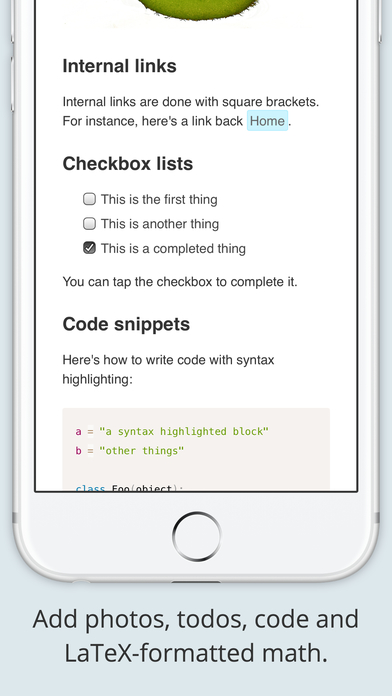 Internal links
Internal links are done with square brackets.
For instance, here's a link back Home.
Checkbox lists
This is the first thing
This is another thing
This is a completed thing
You can tap the checkbox to complete it.
Code snippets
Here's how to write code with syntax
highlighting:
a = "a syntax highlighted block"
b = "other things"
class Foo(object):
Add photos, todos, code and
LaTeX-formatted math.